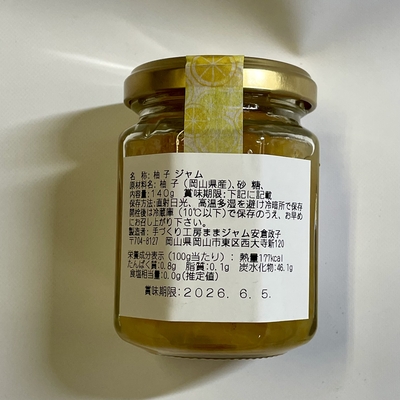 名 称:柚子ジャム
原材料名:柚子(岡山県産)、砂糖、
内容量:140g 賞味期限:下記に記載
保存方法:直射日光、高温多湿を避け冷暗所で保存
開栓後は冷蔵庫(10℃以下)で保存のうえ、お早め
にお召し上がり下さい。
製造者:手づくり工房ままジャム安倉政子
〒704-8127 岡山県岡山市東区西大寺新120
栄養成分表示(100g当たり):熱量177kcal
たんぱく質:0.8g 脂質:0.1g 炭水化物:46.1g
食塩相当量:0.0g(推定値)
賞味期限:2026.6.5.